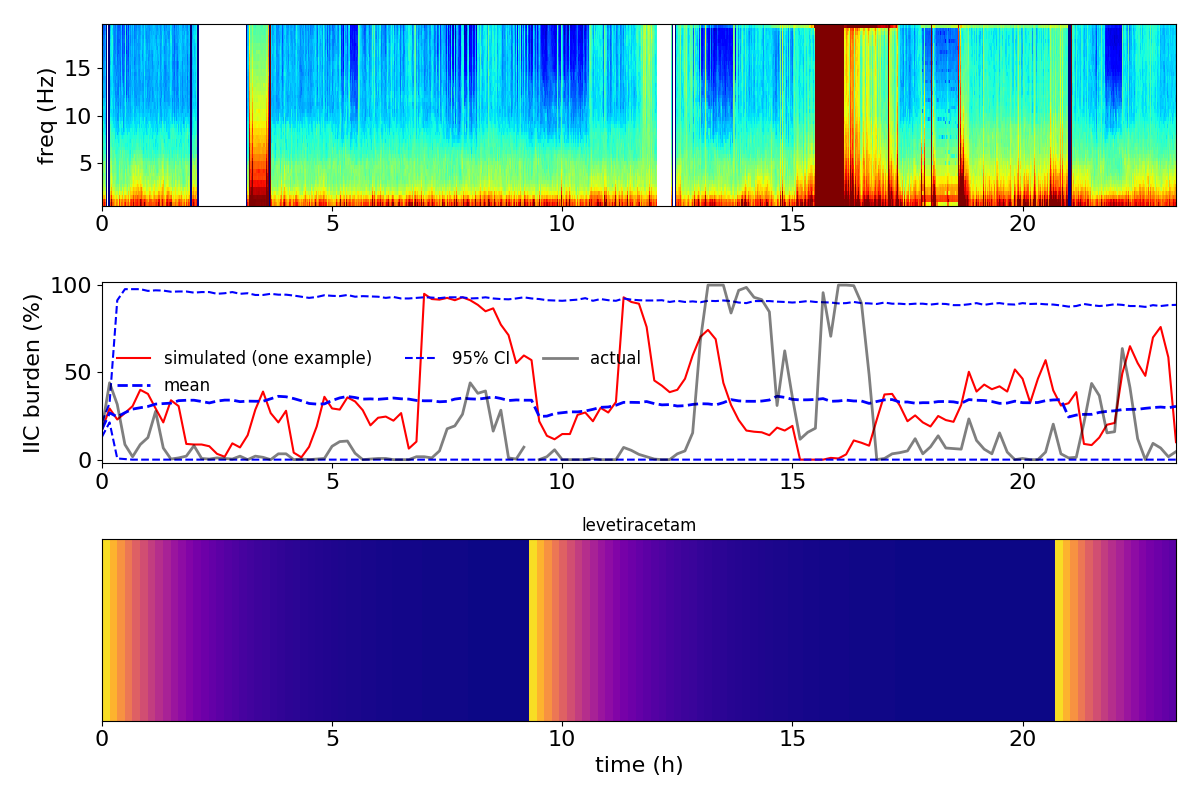 freq (Hz)
15
10
5
0 5 10 15 20
IIC burden (%)
100
50
0
simulated (one example) 95% CI actual
mean
0 5 10 15 20
levetiracetam
0 5 10 15 20
time (h)